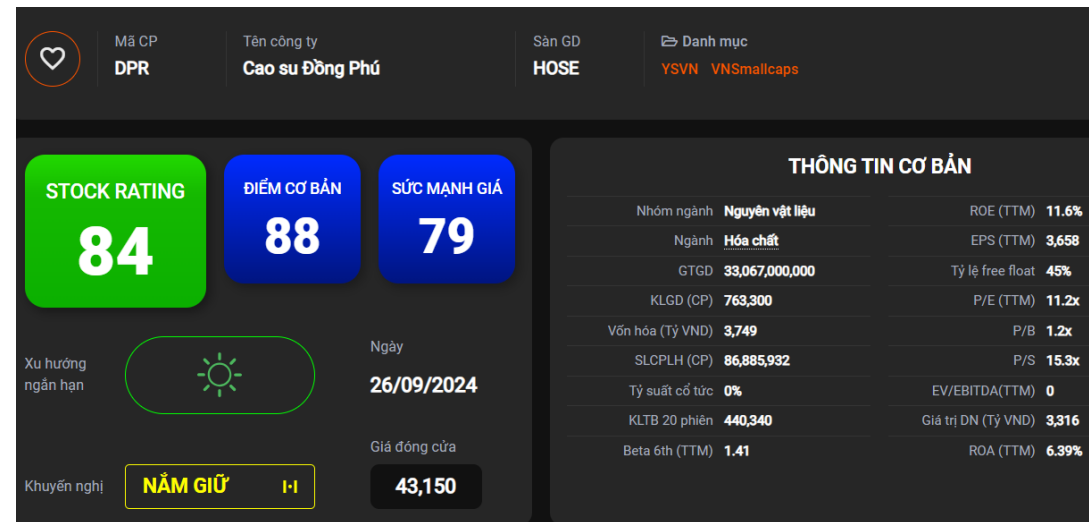 Mã CP
DPR
Tên công ty
Cao su Đồng Phú
Sàn GD
HOSE
Danh mục
YSVN VNSmallcaps
STOCK RATING
84
ĐIỂM CƠ BẢN
88
SỨC MẠNH GIÁ
79
Xu hướng
ngắn hạn
Ngày
26/09/2024
Giá đóng cửa
43,150
Khuyến nghị
NẮM GIỮ
THÔNG TIN CƠ BẢN
Nhóm ngành Nguyên vật liệu ROE (TTM) 11.6%
Ngành Hóa chất EPS (TTM) 3,658
GTGD 33,067,000,000 Tỷ lệ free float 45%
KLGD (CP) 763,300 P/E (TTM) 11.2x
Vốn hóa (Tỷ VND) 3,749 P/B 1.2x
SLCPLH (CP) 86,885,932 P/S 15.3x
Tỷ suất cổ tức 0% EV/EBITDA(TTM) 0
KLTB 20 phiên 440,340 Giá trị DN (Tỷ VND) 3,316
Beta 6th (TTM) 1.41 ROA (TTM) 6.39%